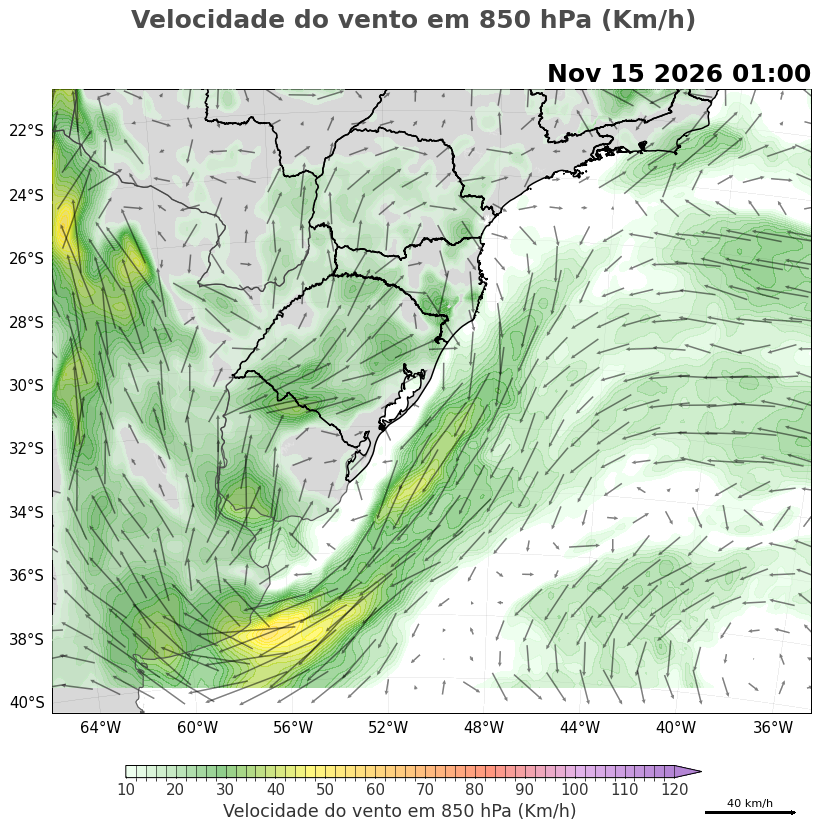 Velocidade do vento em 850 hPa (Km/h)
Nov 15 2026 01:00
22°S
24°S
26°S
28°S
30°S
32°S
34°S
36°S
38°S
40°S
64°W 60°W 56°W 52°W 48°W 44°W 40°W 36°W
10 20 30 40 50 60 70 80 90 100 110 120
Velocidade do vento em 850 hPa (Km/h)
40 km/h